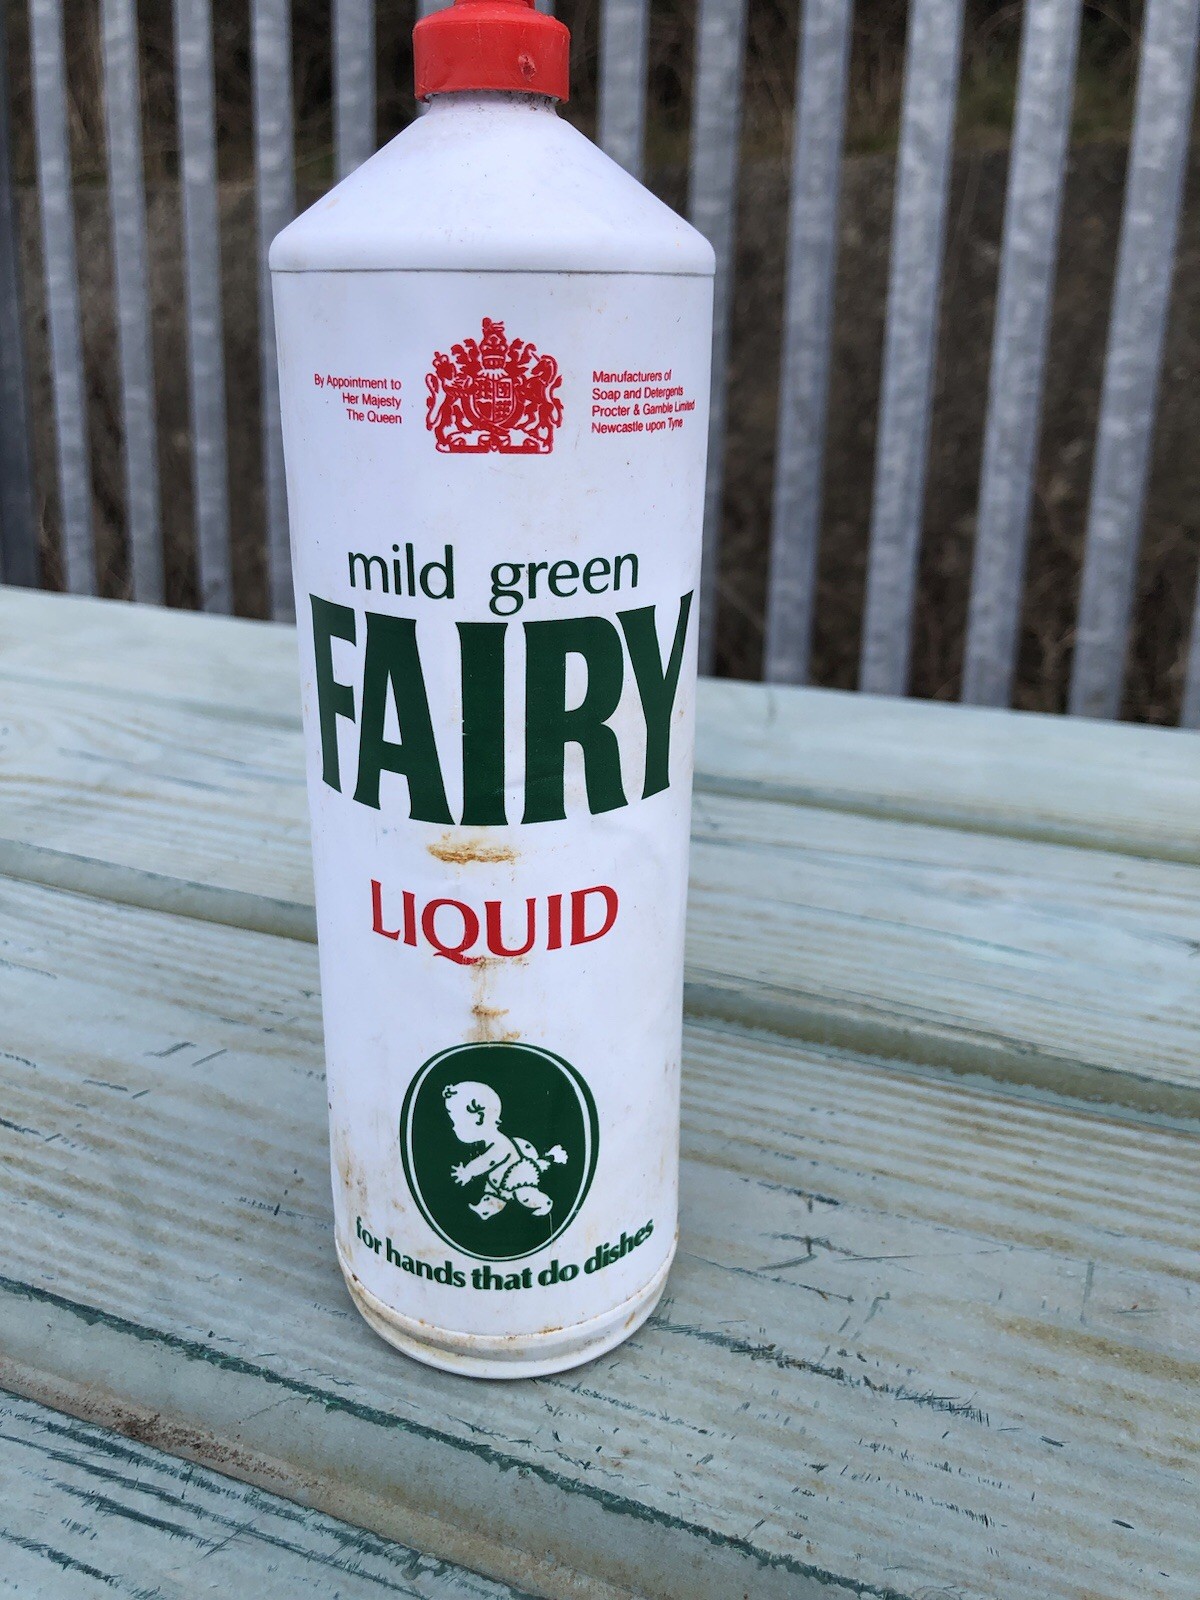 By Appointment to
Her Majesty
The Queen
Manufacturers of
Soap and Detergents
Procter & Gamble Limited
Newcastle upon Tyne
mild green
FAIRY
LIQUID
for hands that do dishes